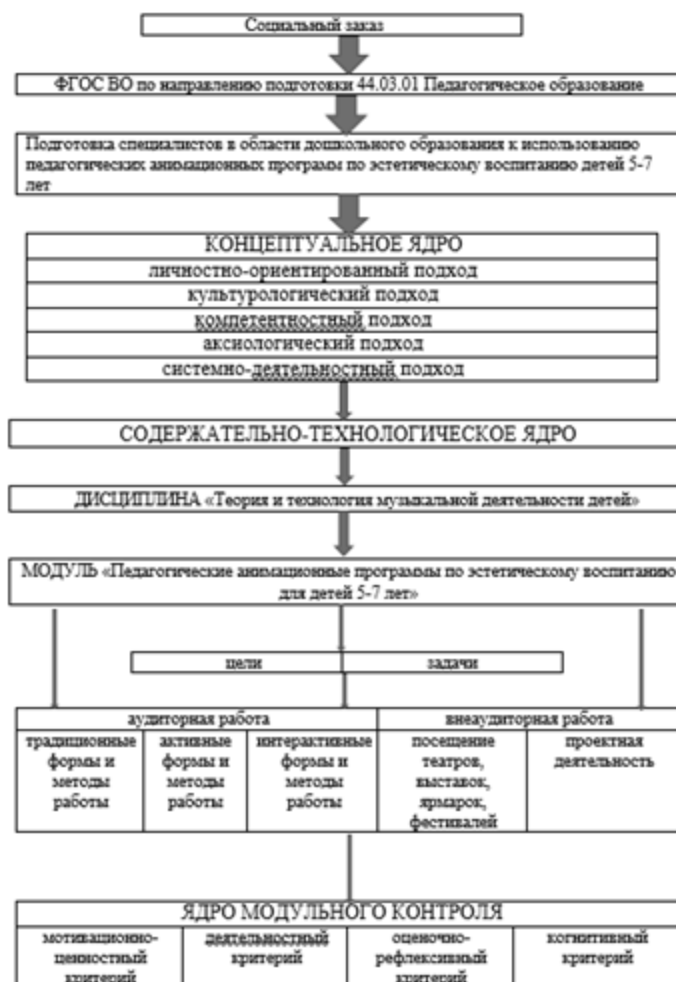 Социальный заказ
ФГОС ВО по направлению подготовки 44.03.01 Педагогическое образование
Подготовка специалистов в области дошкольного образования к использованию
педагогических анимационных программ по эстетическому воспитанию детей 5-7
лет
КОНЦЕПТУАЛЬНОЕ ЯДРО
личностно-ориентированный подход
культурологический подход
компетентностный подход
аксиологический подход
системно-деятельностный подход
СОДЕРЖАТЕЛЬНО-ТЕХНОЛОГИЧЕСКОЕ ЯДРО
ДИСЦИПЛИНА «Теория и технология музыкальной деятельности детей»
МОДУЛЬ «Педагогические анимационные программы по эстетическому воспитанию
для детей 5-7 лет»
цели
задачи
аудиторная работа
внеаудиторная работа
традиционные
формы и
методы
работы
активные
формы и
методы
работы
интерактивные
формы и
методы
работы
посещение
театров,
выставок,
ярмарок,
фестивалей
проектная
деятельность
ЯДРО МОДУЛЬНОГО КОНТРОЛЯ
мотивационно-
ценностный
критерий
деятельностный
критерий
оценочно-
рефлексивный
критерий
когнитивный
критерий